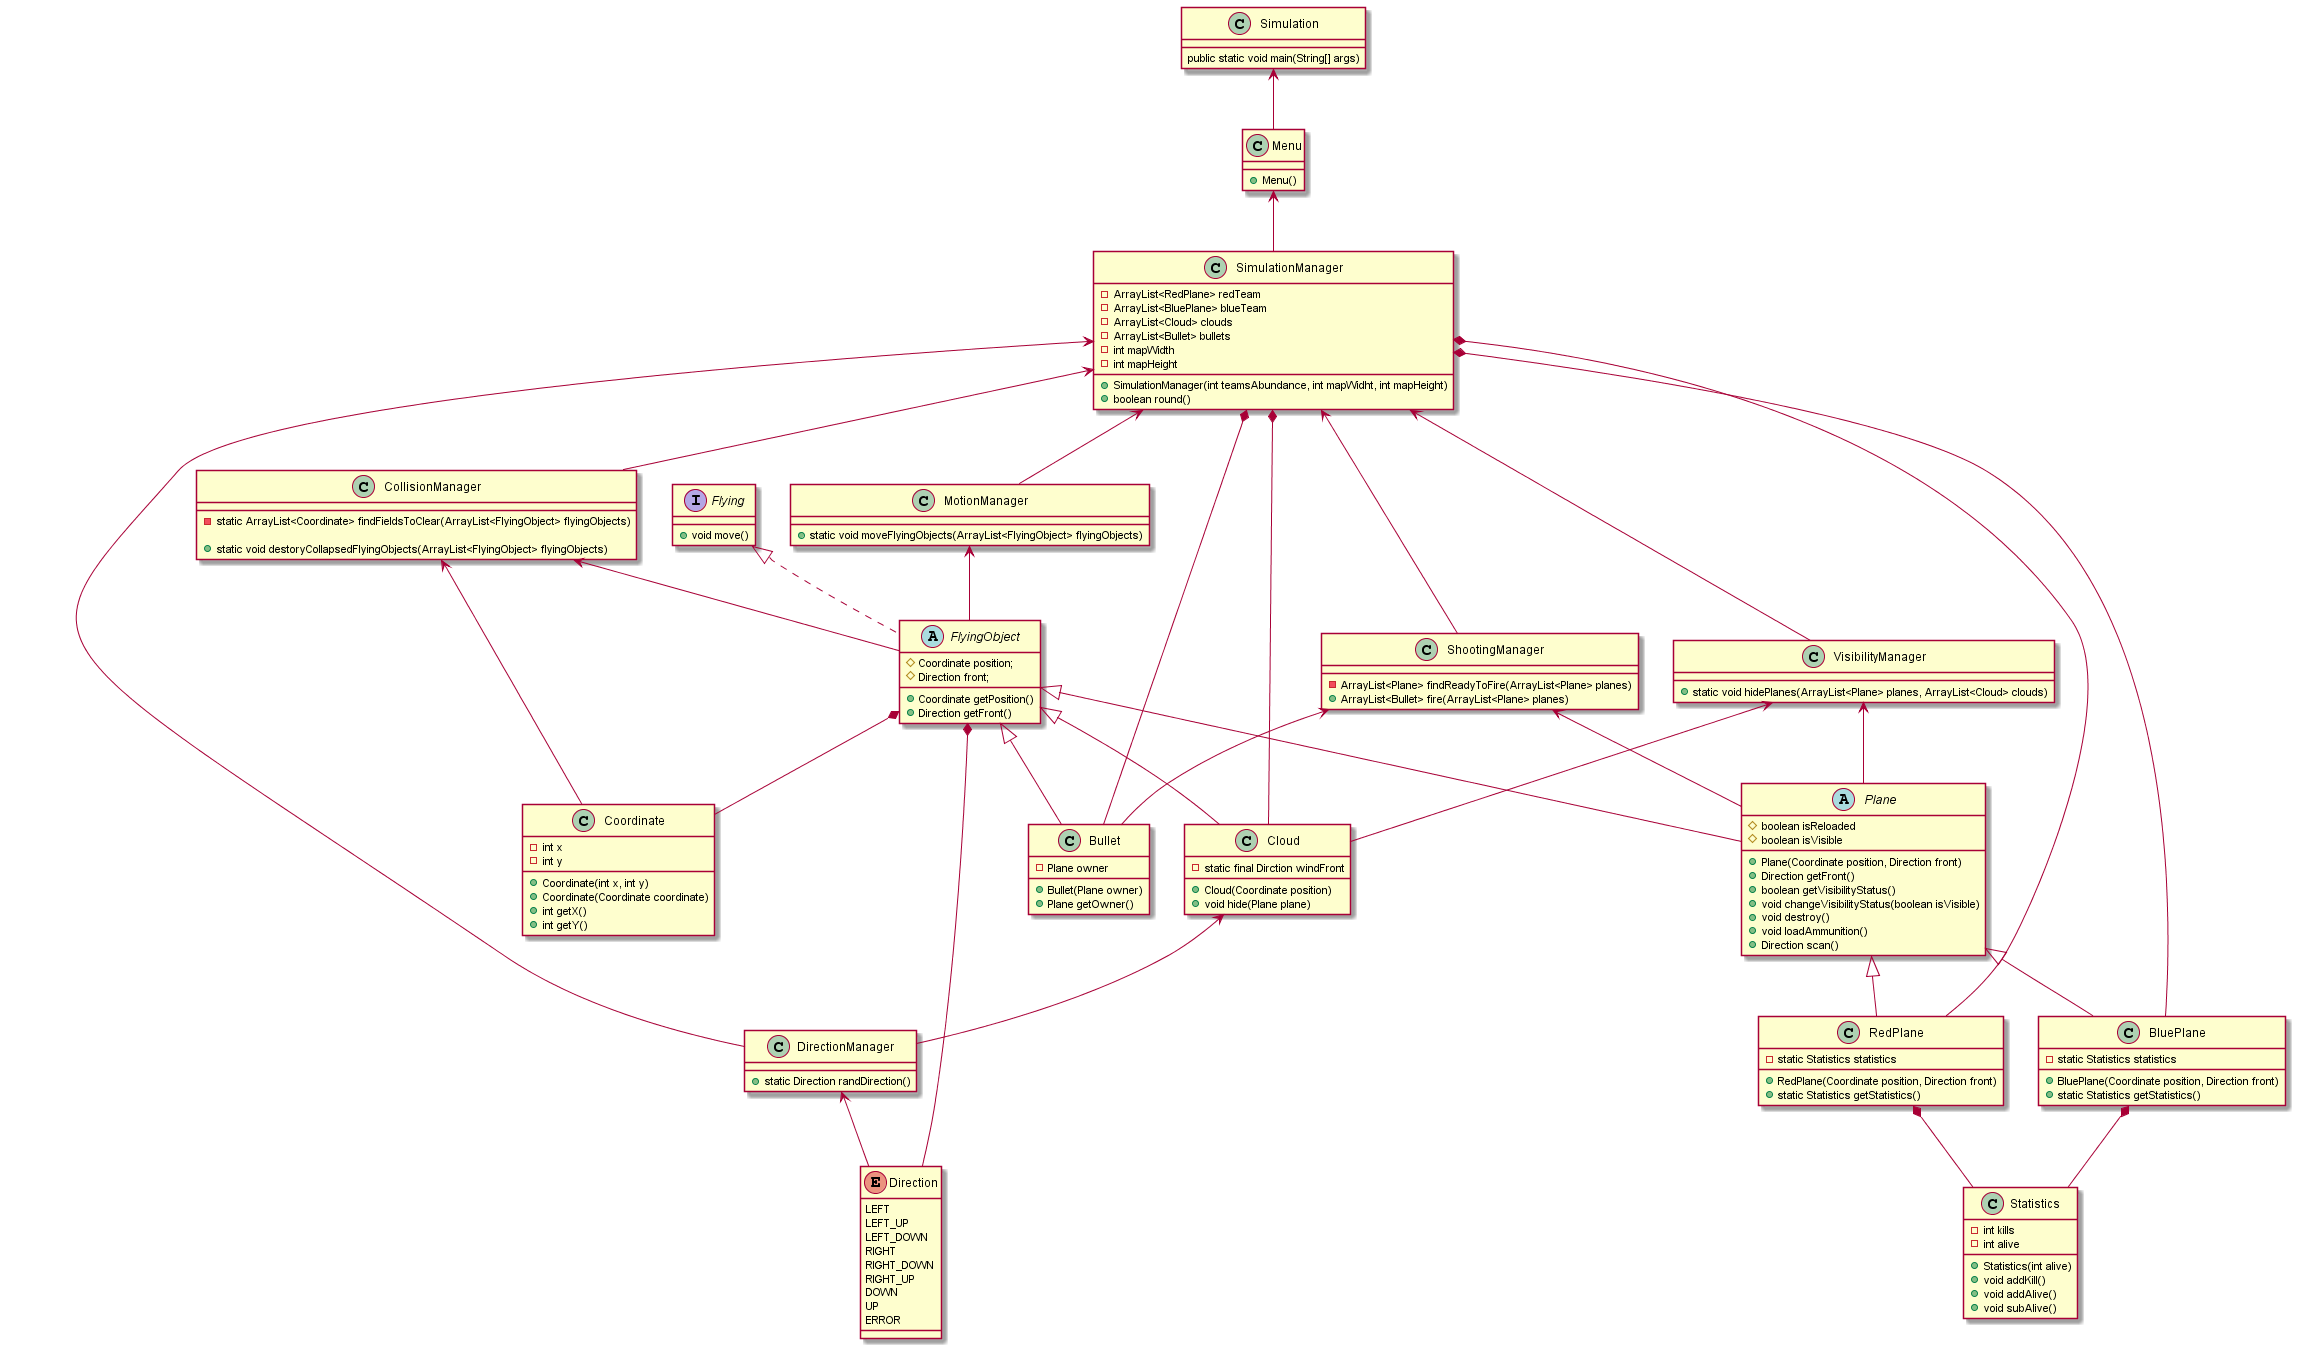 C Simulation
public static void main(String[] args)
C Menu
Menu()
C SimulationManager
ArrayList<RedPlane> redTeam
ArrayList<BluePlane> blueTeam
ArrayList<Cloud> clouds
ArrayList<Bullet> bullets
int mapWidth
int mapHeight
SimulationManager(int teamsAbundance, int mapWidht, int mapHeight)
boolean round()
C CollisionManager
static ArrayList<Coordinate> findFieldsToClear(ArrayList<FlyingObject> flyingObjects)
static void destoryCollapsedFlyingObjects(ArrayList<FlyingObject> flyingObjects)
I Flying
void move()
C MotionManager
static void moveFlyingObjects(ArrayList<FlyingObject> flyingObjects)
A FlyingObject
Coordinate position;
Direction front;
Coordinate getPosition()
Direction getFront()
C ShootingManager
ArrayList<Plane> findReadyToFire(ArrayList<Plane> planes)
ArrayList<Bullet> fire(ArrayList<Plane> planes)
C VisibilityManager
static void hidePlanes(ArrayList<Plane> planes, ArrayList<Cloud> clouds)
C Coordinate
int x
int y
Coordinate(int x, int y)
Coordinate(Coordinate coordinate)
int getX()
int getY()
C Bullet
Plane owner
Bullet(Plane owner)
Plane getOwner()
C Cloud
static final Dirction windFront
Cloud(Coordinate position)
void hide(Plane plane)
A Plane
boolean isReloaded
boolean isVisible
Plane(Coordinate position, Direction front)
Direction getFront()
boolean getVisibilityStatus()
void changeVisibilityStatus(boolean isVisible)
void destroy()
void loadAmmunition()
Direction scan()
C DirectionManager
static Direction randDirection()
C RedPlane
static Statistics statistics
RedPlane(Coordinate position, Direction front)
static Statistics getStatistics()
C BluePlane
static Statistics statistics
BluePlane(Coordinate position, Direction front)
static Statistics getStatistics()
E Direction
LEFT
LEFT_UP
LEFT_DOWN
RIGHT
RIGHT_DOWN
RIGHT_UP
DOWN
UP
ERROR
C Statistics
int kills
int alive
Statistics(int alive)
void addKill()
void addAlive()
void subAlive()